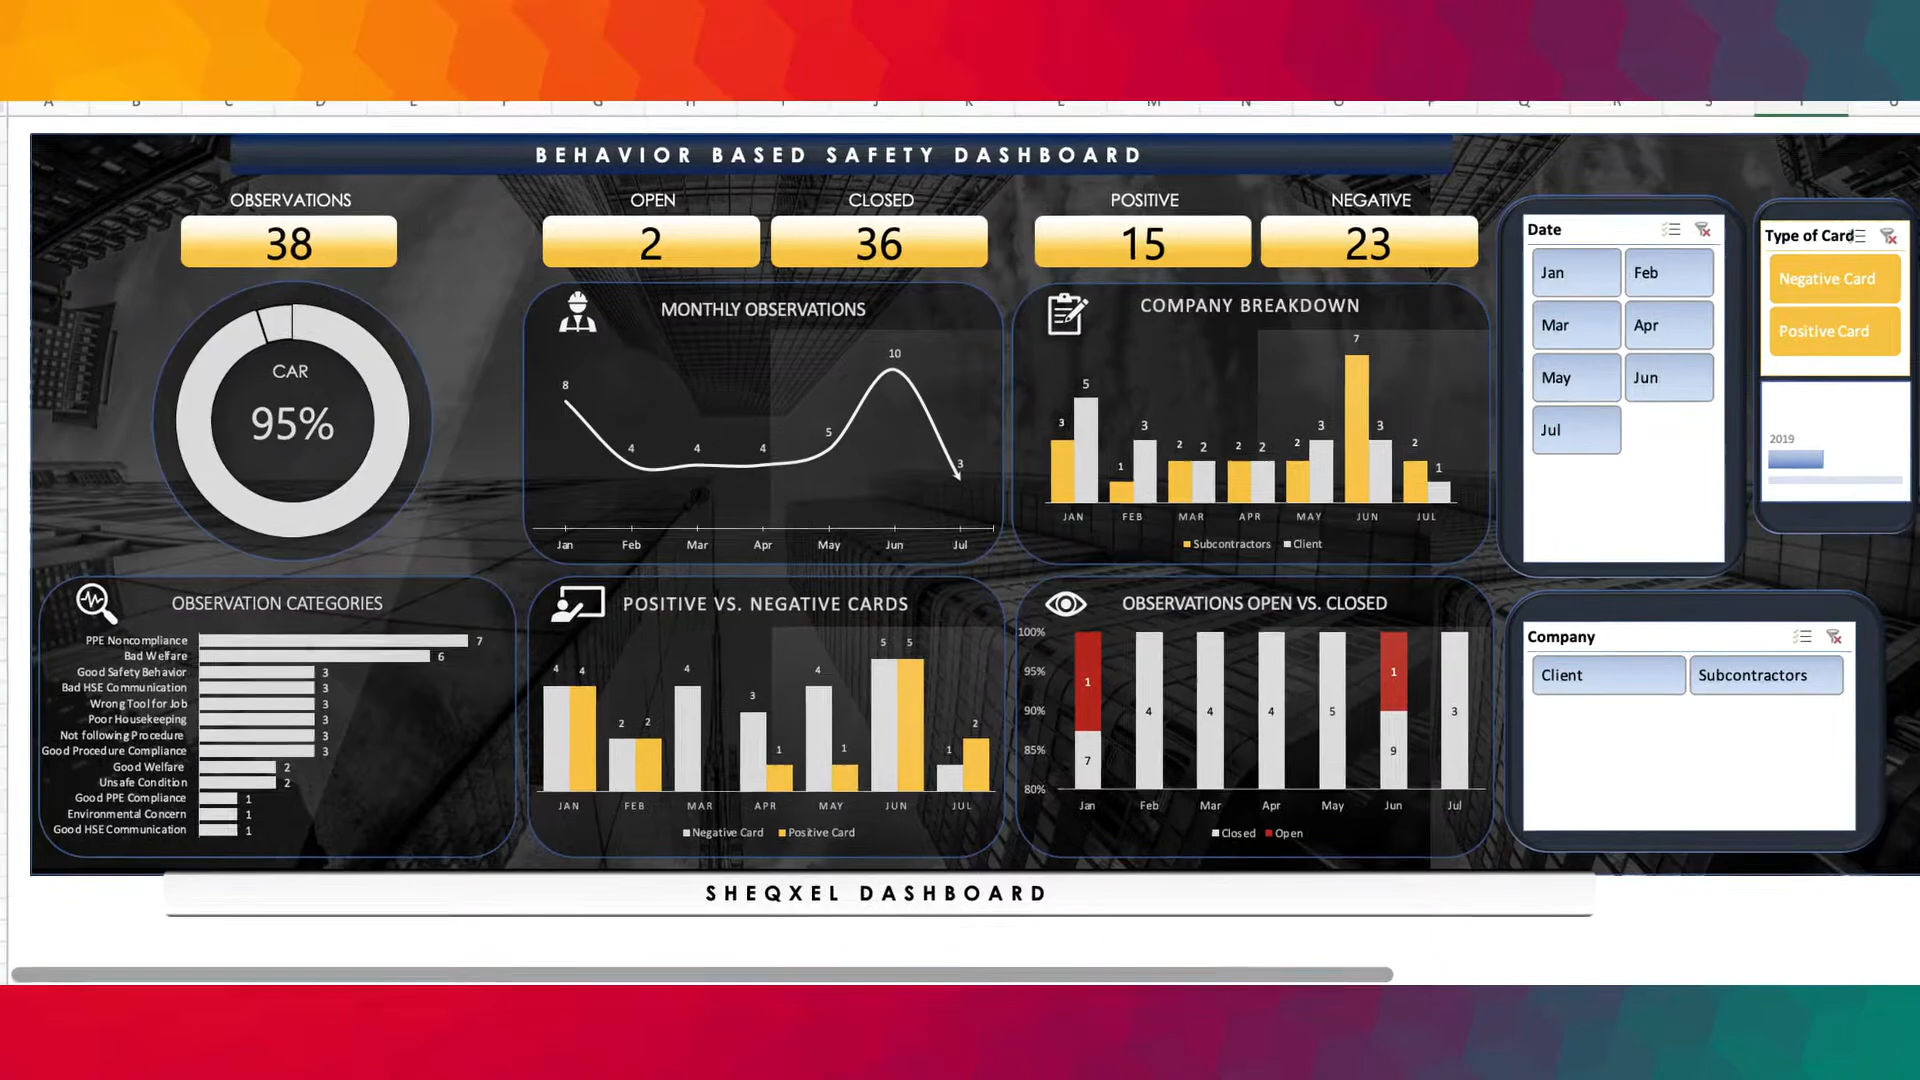 BEHAVIOR BASED SAFETY DASHBOARD
OBSERVATIONS
38
OPEN
2
CLOSED
36
POSITIVE
15
NEGATIVE
23
CAR
95%
MONTHLY OBSERVATIONS
8
4
4
4
5
10
3
Jan Feb Mar Apr May Jun Jul
COMPANY BREAKDOWN
3 5
1 3
2 2
2 2
2 3
7 3
2 1
JAN FEB MAR APR MAY JUN JUL
Subcontractors Client
Date
Jan Feb
Mar Apr
May Jun
Jul
Type of Card
Negative Card
Positive Card
2019
OBSERVATION CATEGORIES
PPE Noncompliance 7
Bad Welfare 6
Good Safety Behavior 3
Bad HSE Communication 3
Wrong Tool for Job 3
Poor Housekeeping 3
Not following Procedure 3
Good Procedure Compliance 3
Good Welfare 2
Unsafe Condition 2
Good PPE Compliance 1
Environmental Concern 1
Good HSE Communication 1
POSITIVE VS. NEGATIVE CARDS
4 4
2 2
4
3 1
4 1
5 5
1 2
JAN FEB MAR APR MAY JUN JUL
Negative Card Positive Card
OBSERVATIONS OPEN VS. CLOSED
100%
95%
90%
85%
80%
1
7
4
4
4
5
1
9
3
Jan Feb Mar Apr May Jun Jul
Closed Open
Company
Client Subcontractors
SHEQXEL DASHBOARD